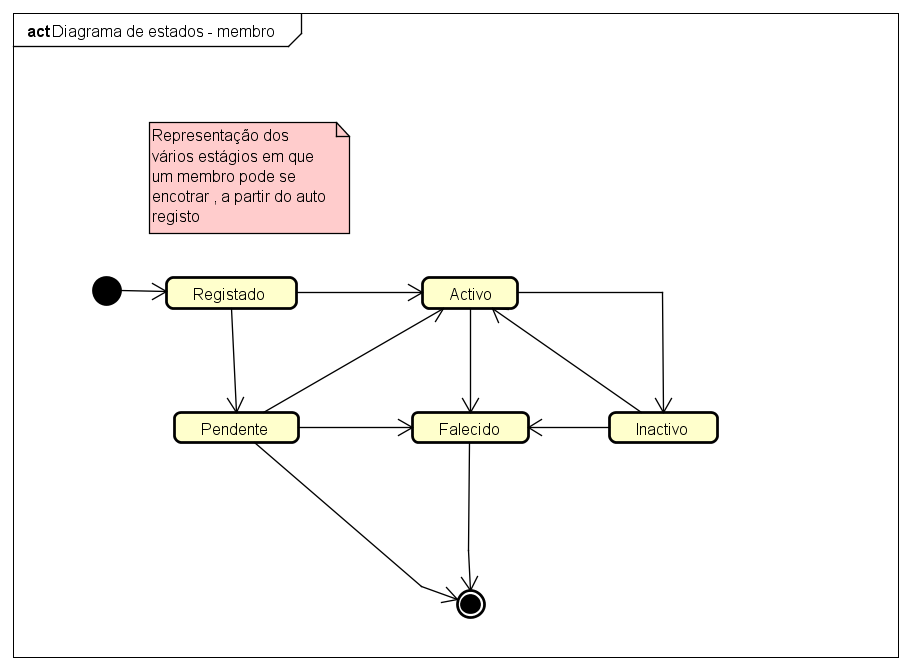 act Diagrama de estados - membro
Representação dos
vários estágios em que
um membro pode se
encotrar , a partir do auto
registo
Registado
Activo
Pendente
Falecido
Inactivo